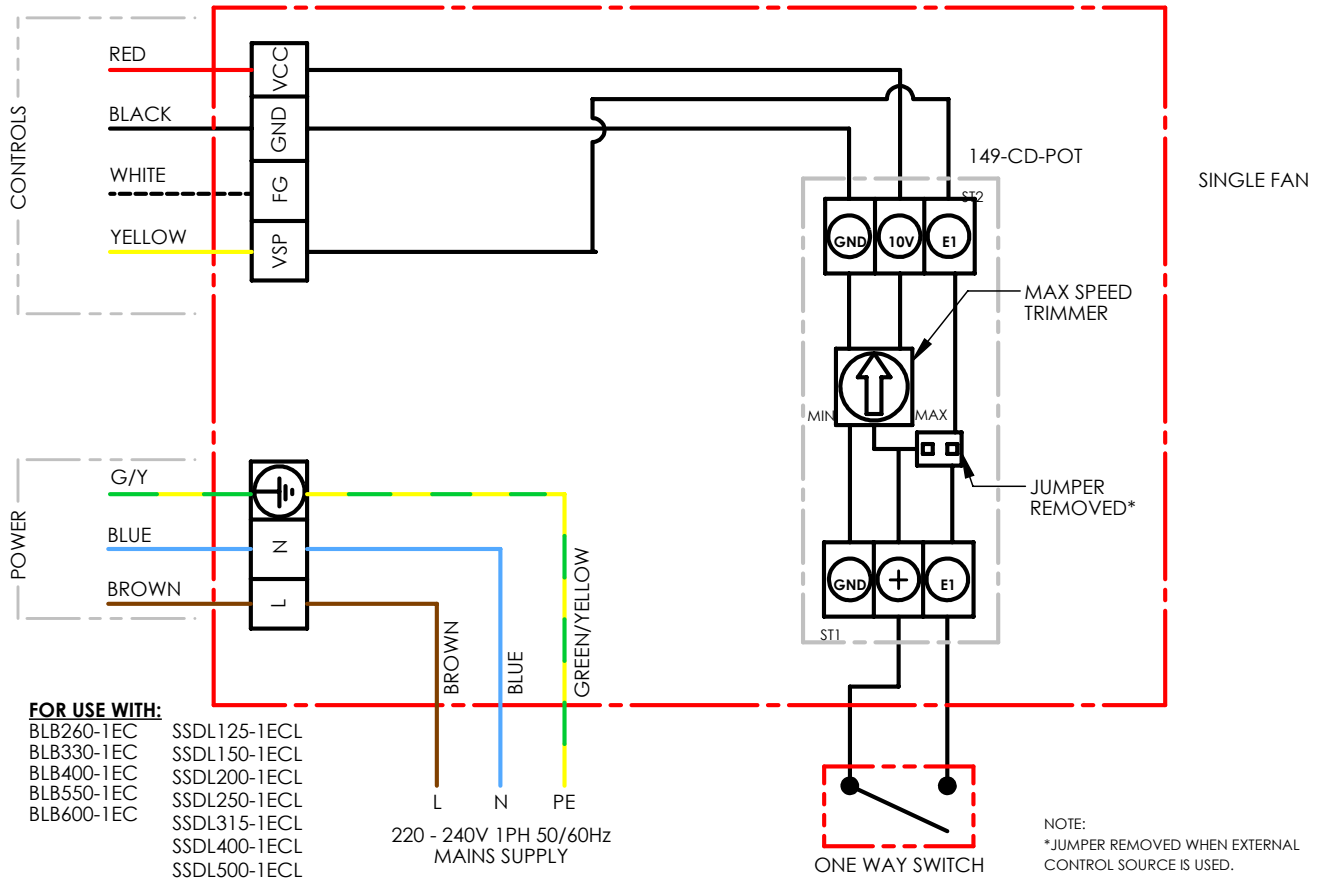 CONTROLS
RED
BLACK
WHITE
YELLOW
VCC
GND
FG
VSP
149-CD-POT
SINGLE FAN
ST2
GND
10V
E1
MAX SPEED
TRIMMER
MIN
MAX
JUMPER
REMOVED*
GND
+
E1
ST1
POWER
G/Y
BLUE
BROWN
N
L
BROWN
BLUE
GREEN/YELLOW
L
N
PE
220 - 240V 1PH 50/60Hz
MAINS SUPPLY
FOR USE WITH:
BLB260-1EC
BLB330-1EC
BLB400-1EC
BLB550-1EC
BLB600-1EC
SSDL125-1ECL
SSDL150-1ECL
SSDL200-1ECL
SSDL250-1ECL
SSDL315-1ECL
SSDL400-1ECL
SSDL500-1ECL
ONE WAY SWITCH
NOTE:
*JUMPER REMOVED WHEN EXTERNAL
CONTROL SOURCE IS USED.